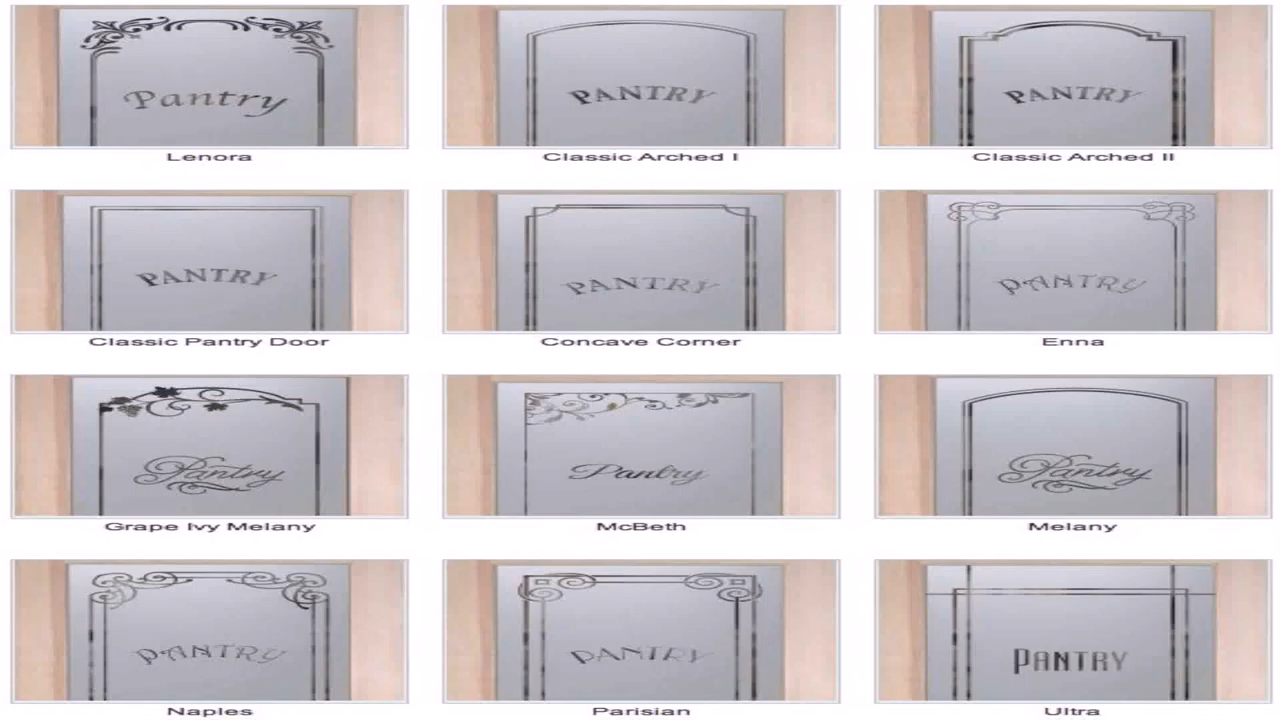 Pantry
PANTRY
PANTRY
Lenora
Classic Arched I
Classic Arched II
PANTRY
PANTRY
PANTRY
Classic Pantry Door
Concave Corner
Enna
Pantry
Pantry
Pantry
Grape Ivy Melany
McBeth
Melany
PANTRY
PANTRY
PANTRY
Naples
Parisian
Ultra